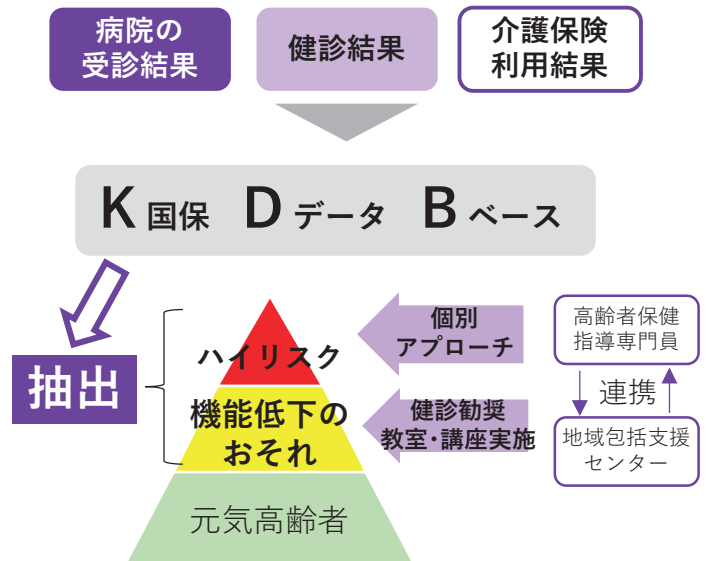 病院の
受診結果
健診結果
介護保険
利用結果
K 国保 D データ B ベース
抽出
ハイリスク
機能低下の
おそれ
元気高齢者
個別
アプローチ
健診勧奨
教室・講座実施
高齢者保健
指導専門員
連携
地域包括支援
センター